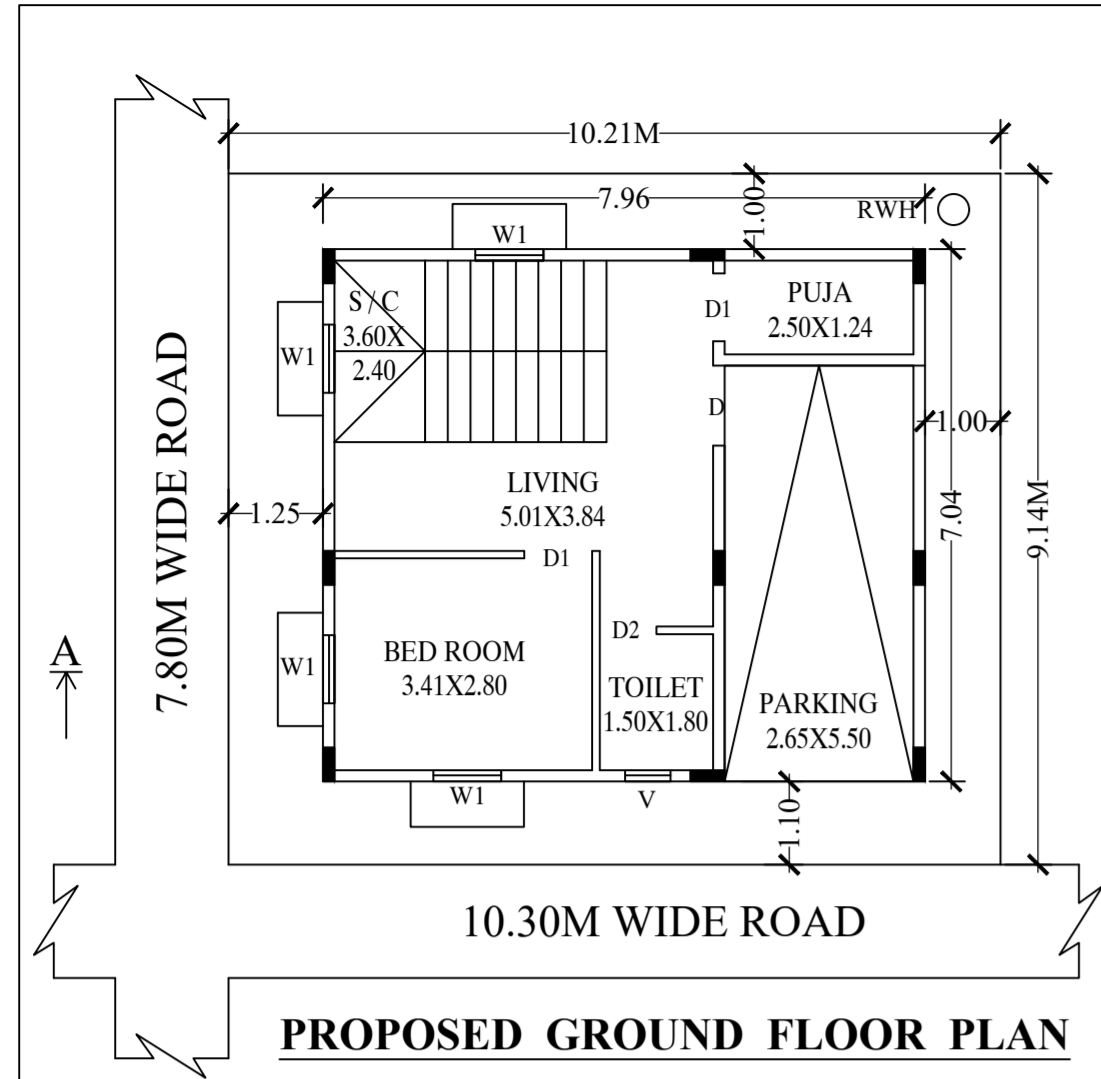 10.21M
7.96
1.00
RWH
W1
S / C
3.60X
2.40
D1
PUJA
2.50X1.24
W1
D
1.00
7.80M WIDE ROAD
LIVING
5.01X3.84
1.25
7.04
9.14M
D1
BED ROOM
3.41X2.80
D2
W1
A
TOILET
1.50X1.80
PARKING
2.65X5.50
W1
V
1.10
10.30M WIDE ROAD
PROPOSED GROUND FLOOR PLAN